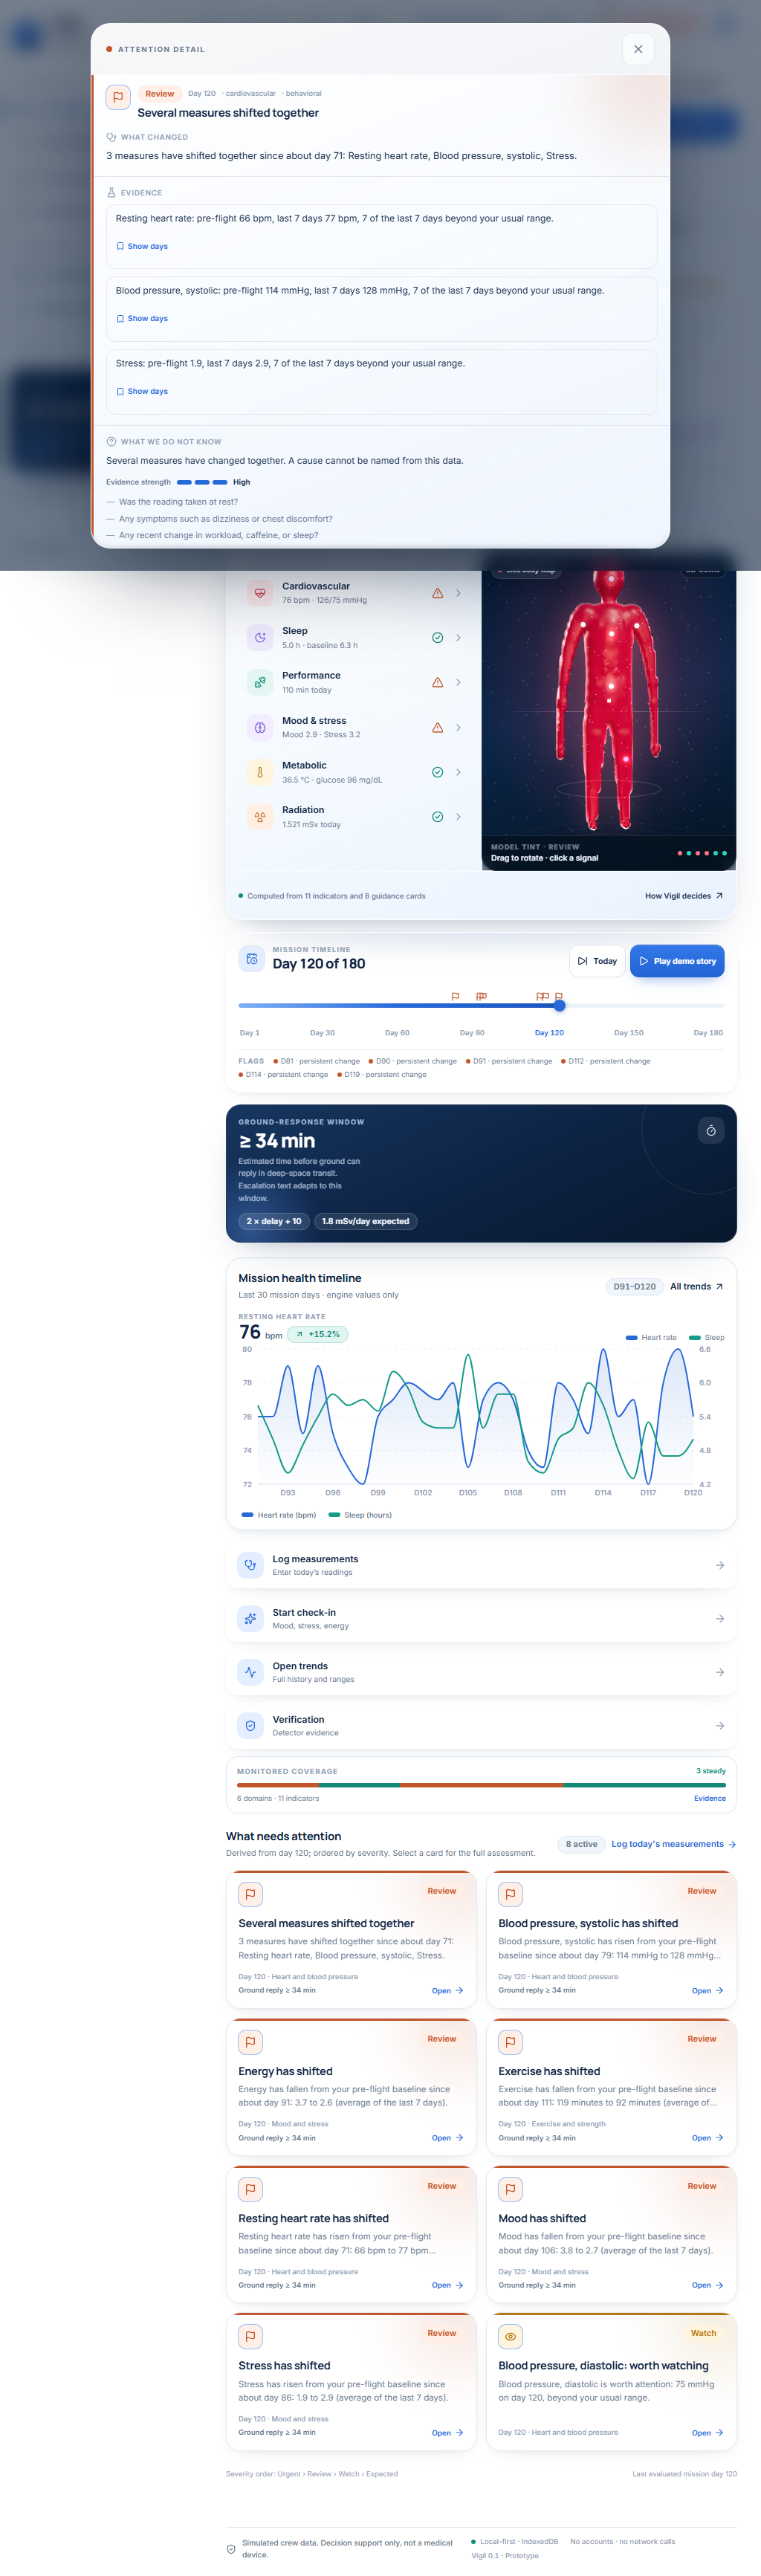 ATTENTION DETAIL
Review Day 120 · cardiovascular · behavioral
Several measures shifted together
WHAT CHANGED
3 measures have shifted together since about day 71: Resting heart rate, Blood pressure, systolic, Stress.
EVIDENCE
Resting heart rate: pre-flight 66 bpm, last 7 days 77 bpm, 7 of the last 7 days beyond your usual range.
Show days
Blood pressure, systolic: pre-flight 114 mmHg, last 7 days 128 mmHg, 7 of the last 7 days beyond your usual range.
Show days
Stress: pre-flight 1.9, last 7 days 2.9, 7 of the last 7 days beyond your usual range.
Show days
WHAT WE DO NOT KNOW
Several measures have changed together. A cause cannot be named from this data.
Evidence strength High
— Was the reading taken at rest?
— Any symptoms such as dizziness or chest discomfort?
— Any recent change in workload, caffeine, or sleep?
Cardiovascular
76 bpm · 126/75 mmHg
Sleep
5.0 h · baseline 6.3 h
Performance
110 min today
Mood & stress
Mood 2.9 · Stress 3.2
Metabolic
36.5 °C · glucose 96 mg/dL
Radiation
1.521 mSv today
MODEL TINT · REVIEW
Drag to rotate · click a signal
Computed from 11 indicators and 8 guidance cards
How Vigil decides
MISSION TIMELINE
Day 120 of 180
Today
Play demo story
Day 1 Day 30 Day 60 Day 90 Day 120 Day 150 Day 180
FLAGS D81 · persistent change D90 · persistent change D91 · persistent change D112 · persistent change
D114 · persistent change D119 · persistent change
GROUND-RESPONSE WINDOW
≥ 34 min
Estimated time before ground can
reply in deep-space transit.
Escalation text adapts to this
window.
2 × delay + 10 1.8 mSv/day expected
Mission health timeline
Last 30 mission days · engine values only
D91–D120 All trends
RESTING HEART RATE
76 bpm +15.2%
Heart rate Sleep
80 6.6
78 6.0
76 5.4
74 4.8
72 4.2
D93 D96 D99 D102 D105 D108 D111 D114 D117 D120
Heart rate (bpm) Sleep (hours)
Log measurements
Enter today's readings
Start check-in
Mood, stress, energy
Open trends
Full history and ranges
Verification
Detector evidence
MONITORED COVERAGE 3 steady
6 domains · 11 indicators Evidence
What needs attention
Derived from day 120; ordered by severity. Select a card for the full assessment.
8 active Log today's measurements
Review
Several measures shifted together
3 measures have shifted together since about day 71:
Resting heart rate, Blood pressure, systolic, Stress.
Day 120 · Heart and blood pressure
Ground reply ≥ 34 min Open
Review
Blood pressure, systolic has shifted
Blood pressure, systolic has risen from your pre-flight
baseline since about day 79: 114 mmHg to 128 mmHg...
Day 120 · Heart and blood pressure
Ground reply ≥ 34 min Open
Review
Energy has shifted
Energy has fallen from your pre-flight baseline since
about day 91: 3.7 to 2.6 (average of the last 7 days).
Day 120 · Mood and stress
Ground reply ≥ 34 min Open
Review
Exercise has shifted
Exercise has fallen from your pre-flight baseline since
about day 111: 119 minutes to 92 minutes (average of...
Day 120 · Exercise and strength
Ground reply ≥ 34 min Open
Review
Resting heart rate has shifted
Resting heart rate has risen from your pre-flight
baseline since about day 71: 66 bpm to 77 bpm...
Day 120 · Heart and blood pressure
Ground reply ≥ 34 min Open
Review
Mood has shifted
Mood has fallen from your pre-flight baseline since
about day 106: 3.8 to 2.7 (average of the last 7 days).
Day 120 · Mood and stress
Ground reply ≥ 34 min Open
Review
Stress has shifted
Stress has risen from your pre-flight baseline since
about day 86: 1.9 to 2.9 (average of the last 7 days).
Day 120 · Mood and stress
Ground reply ≥ 34 min Open
Watch
Blood pressure, diastolic: worth watching
Blood pressure, diastolic is worth attention: 75 mmHg
on day 120, beyond your usual range.
Day 120 · Heart and blood pressure Open
Severity order: Urgent › Review › Watch › Expected
Last evaluated mission day 120
Simulated crew data. Decision support only, not a medical
device.
Local-first · IndexedDB No accounts · no network calls
Vigil 0.1 · Prototype